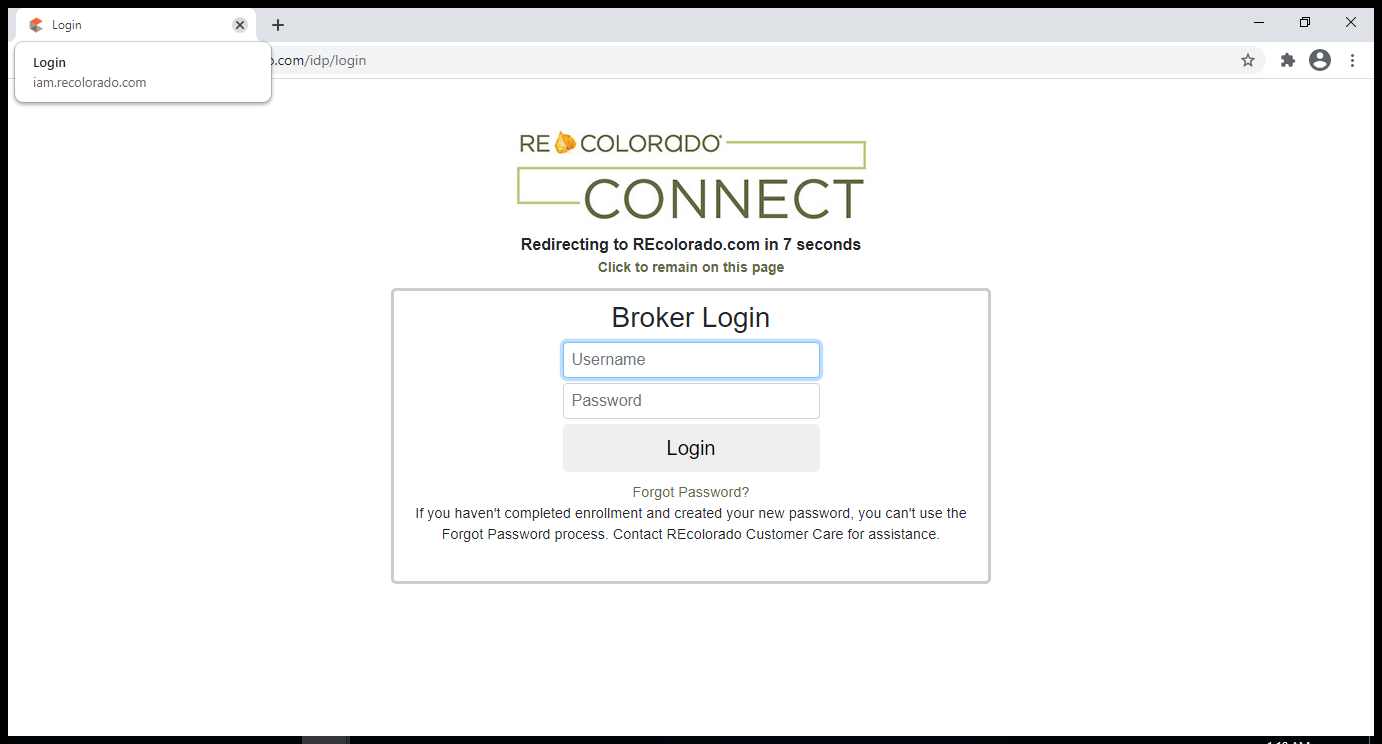 Login
Login
iam.recolorado.com
.com/idp/login
RE COLORADO®
CONNECT
Redirecting to REcolorado.com in 7 seconds
Click to remain on this page
Broker Login
Username
Password
Login
Forgot Password?
If you haven't completed enrollment and created your new password, you can't use the
Forgot Password process. Contact REcolorado Customer Care for assistance.